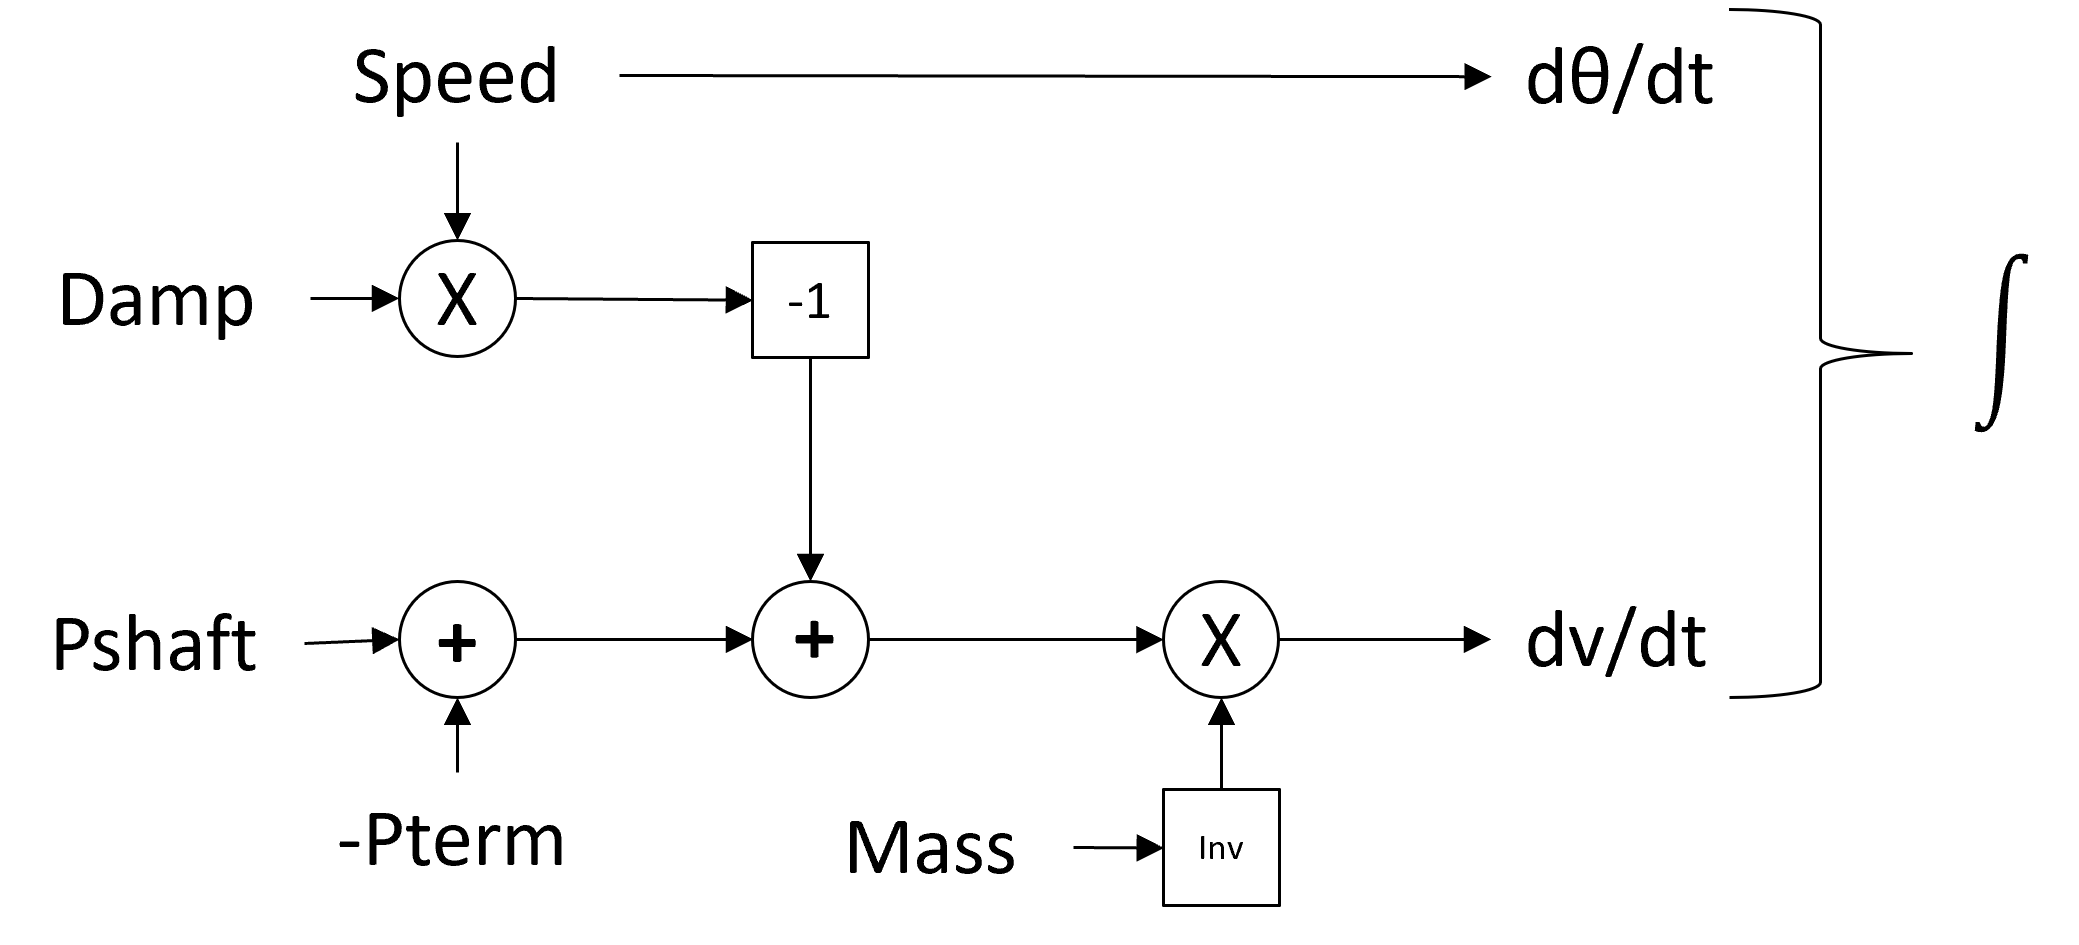 Speed
dθ/dt
Damp
X
-1
∫
Pshaft
+
+
X
dv/dt
-Pterm
Mass
Inv